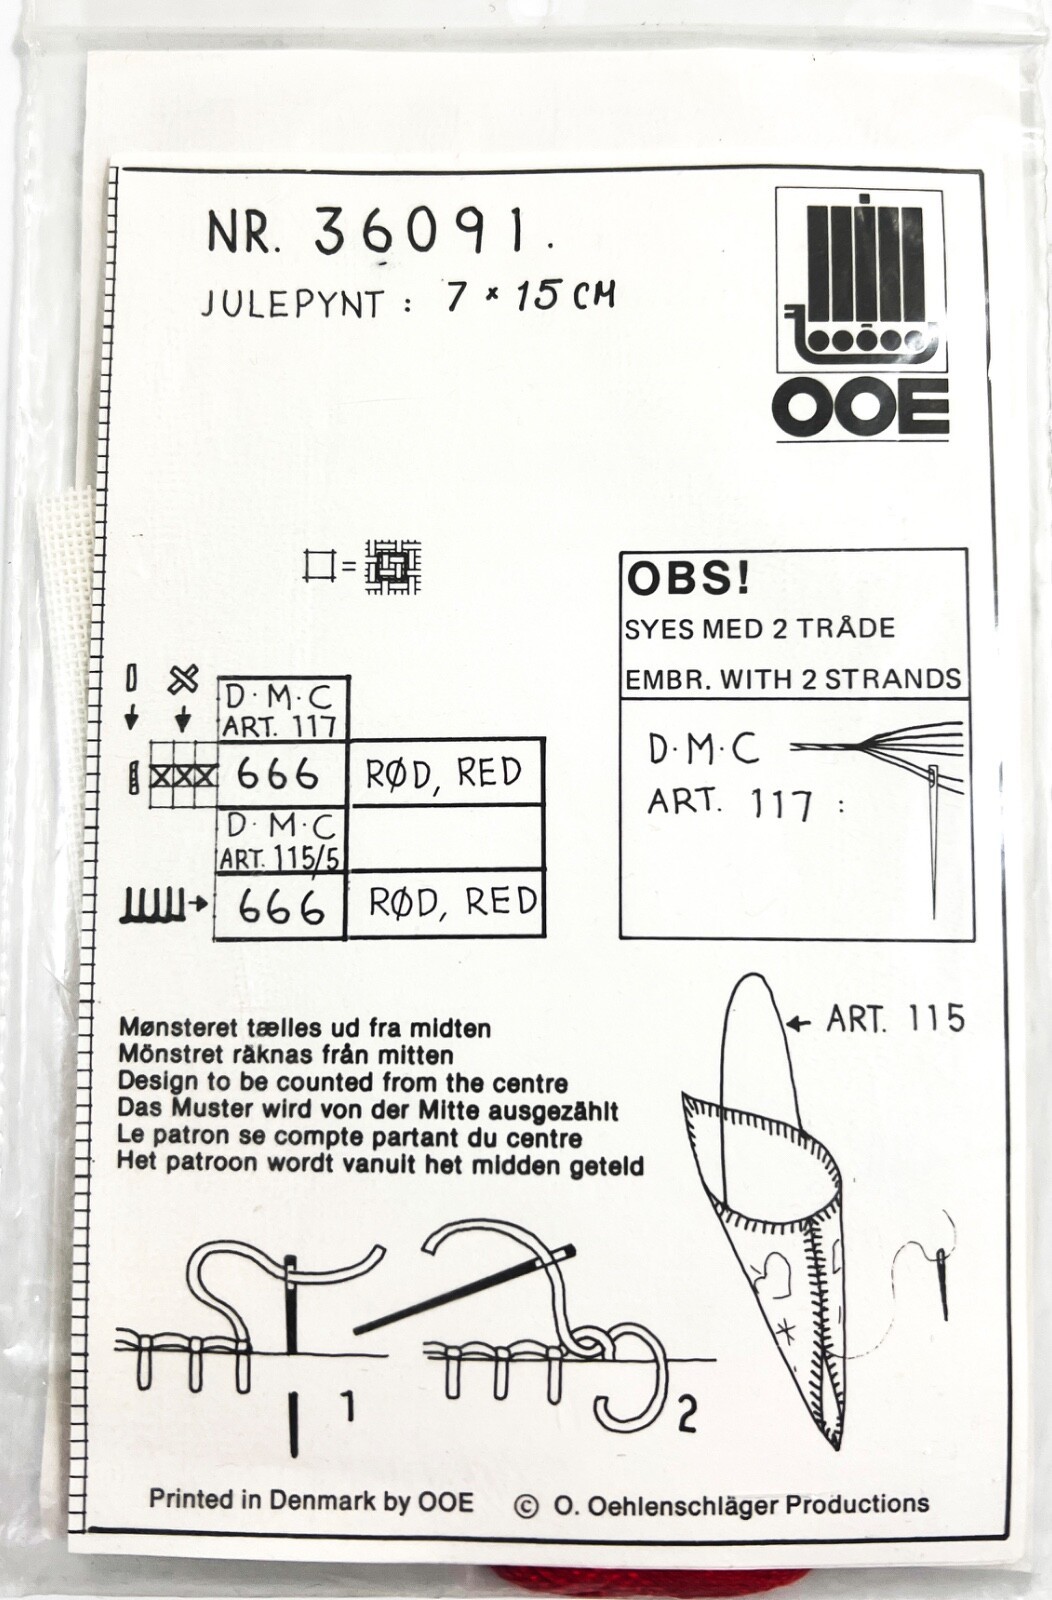 NR. 36091.
JULEPYNT : 7 × 15 CM
OOE
OBS!
SYES MED 2 TRÅDE
EMBR. WITH 2 STRANDS
D·M·C
ART. 117 :
D·M·C
ART. 117
666 RØD, RED
D·M·C
ART. 115/5
666 RØD, RED
ART. 115
Mønsteret tælles ud fra midten
Mönstret räknas från mitten
Design to be counted from the centre
Das Muster wird von der Mitte ausgezählt
Le patron se compte partant du centre
Het patroon wordt vanuit het midden geteld
1
2
Printed in Denmark by OOE © O. Oehlenschläger Productions